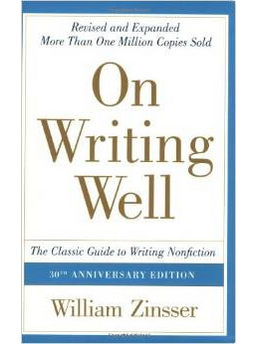 Revised and Expanded
More Than One Million Copies Sold
On
Writing
Well
The Classic Guide to Writing Nonfiction
30TH ANNIVERSARY EDITION
William Zinsser